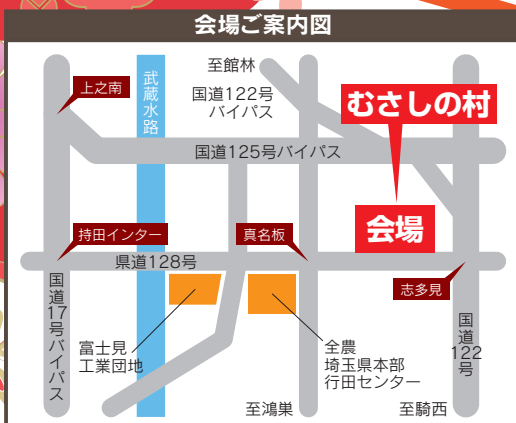 会場ご案内図
至館林
国道122号
バイパス
上之南
武蔵水路
むさしの村
国道125号バイパス
会場
持田インター
真名板
県道128号
志多見
国道17号バイパス
富士見
工業団地
全農
埼玉県本部
行田センター
国道
122
号
至鴻巣
至騎西